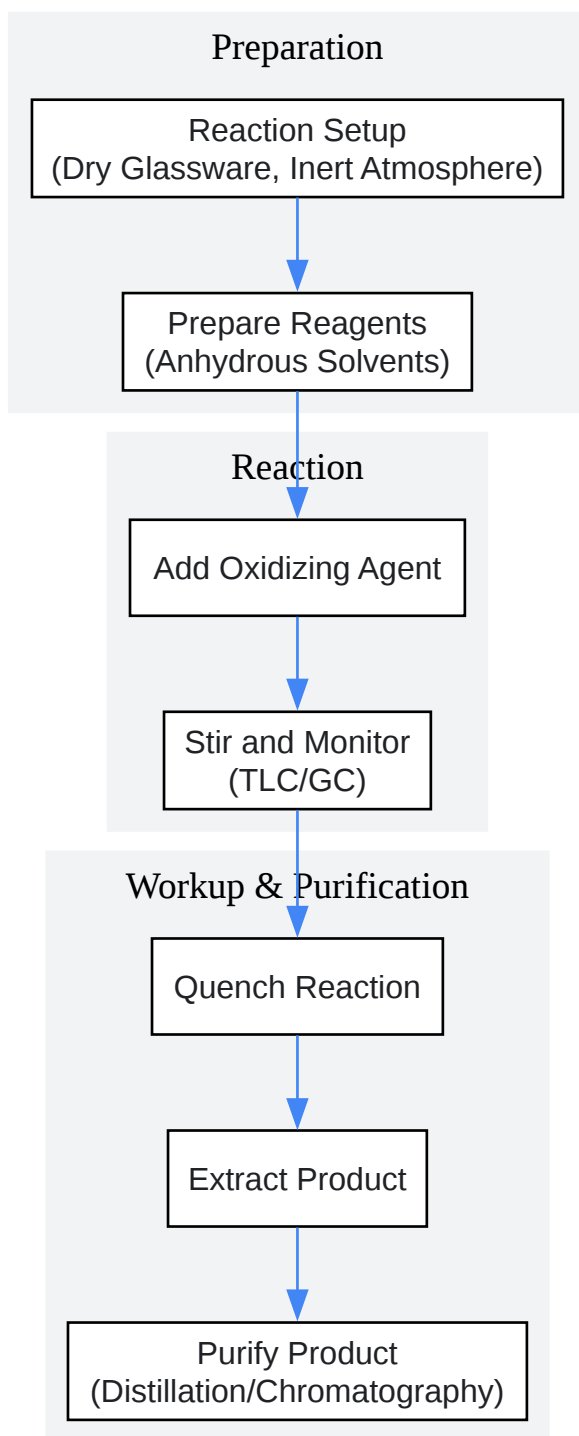 Preparation
Reaction Setup
(Dry Glassware, Inert Atmosphere)
Prepare Reagents
(Anhydrous Solvents)
Reaction
Add Oxidizing Agent
Stir and Monitor
(TLC/GC)
Workup & Purification
Quench Reaction
Extract Product
Purify Product
(Distillation/Chromatography)